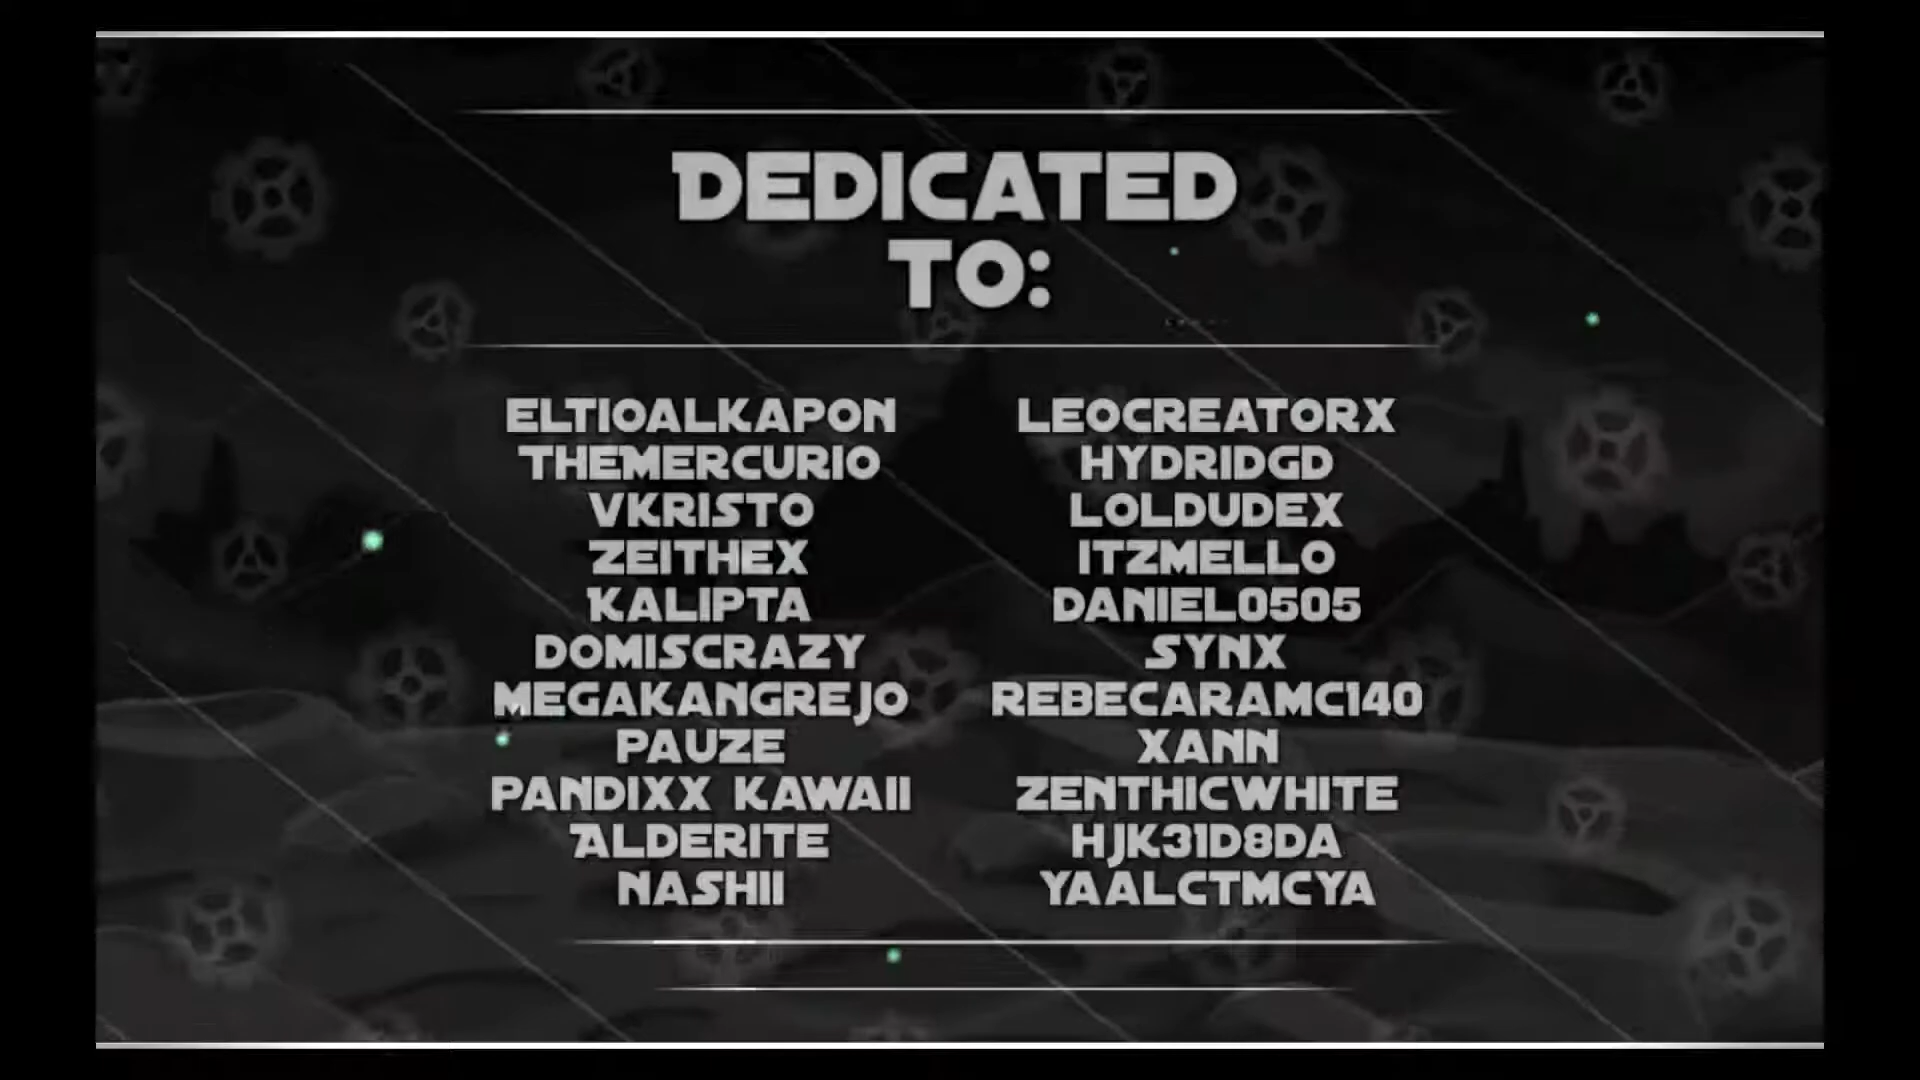 DEDICATED
TO:
ELTIOALKAPON
THEMERCURIO
VKRISTO
ZEITHEX
KALIPTA
DOMISCRAZY
MEGAKANGREJO
PAUZE
PANDIXX KAWAII
ALDERITE
NASHII
LEOCREATORX
HYDRIDGD
LOLDUDEX
ITZMELLO
DANIEL0505
SYNX
REBECARAMC140
XANN
ZENTHICWHITE
HJK31D8DA
YAALCTMCYA